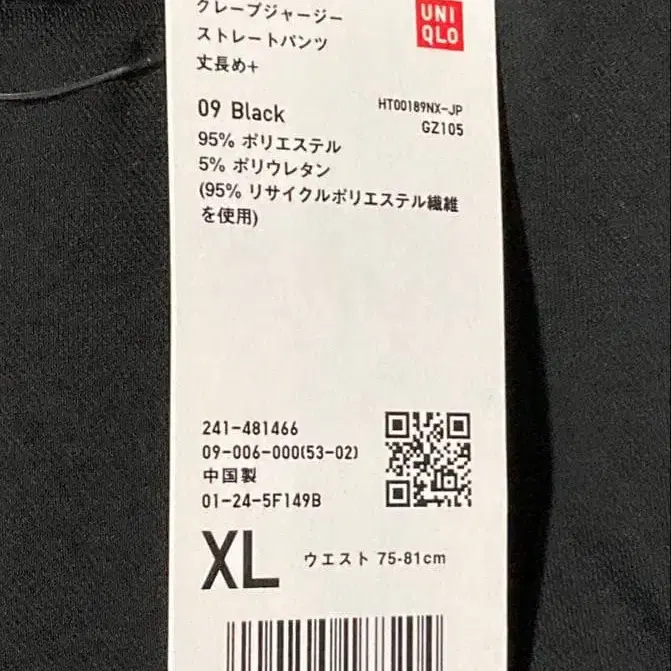 クレープジャージー
ストレートパンツ
丈長め+
UNI
QLO
09 Black
HT00189NX-JP
GZ105
95% ポリエステル
5% ポリウレタン
(95% リサイクルポリエステル繊維
を使用)
241-481466
09-006-000(53-02)
中国製
01-24-5F149B
XL
ウエスト 75-81cm